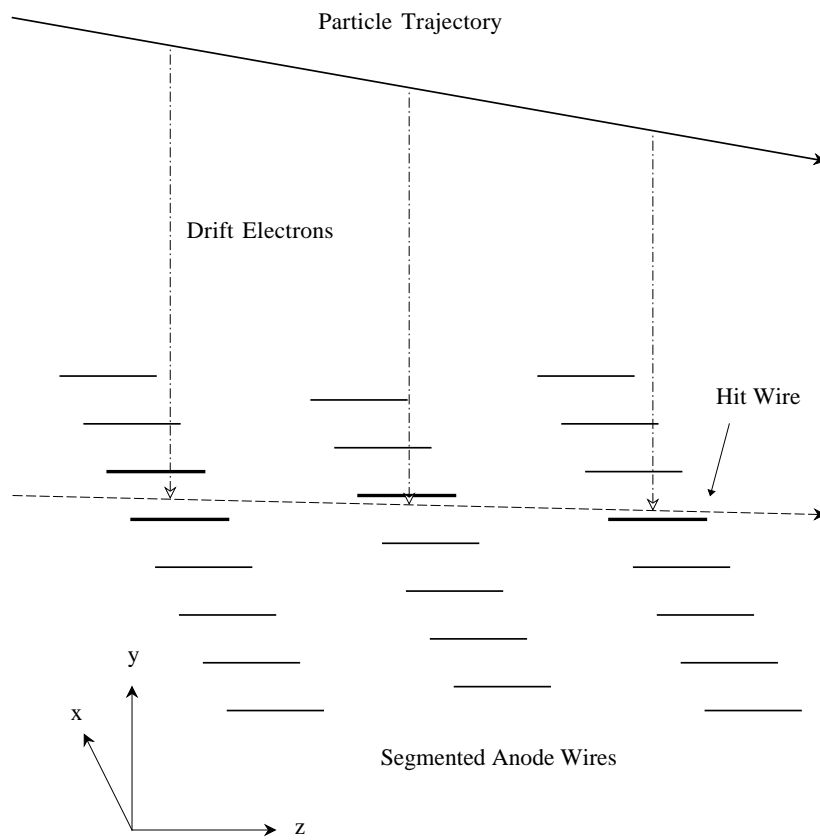 Particle Trajectory
Drift Electrons
Hit Wire
y
x
Segmented Anode Wires
z